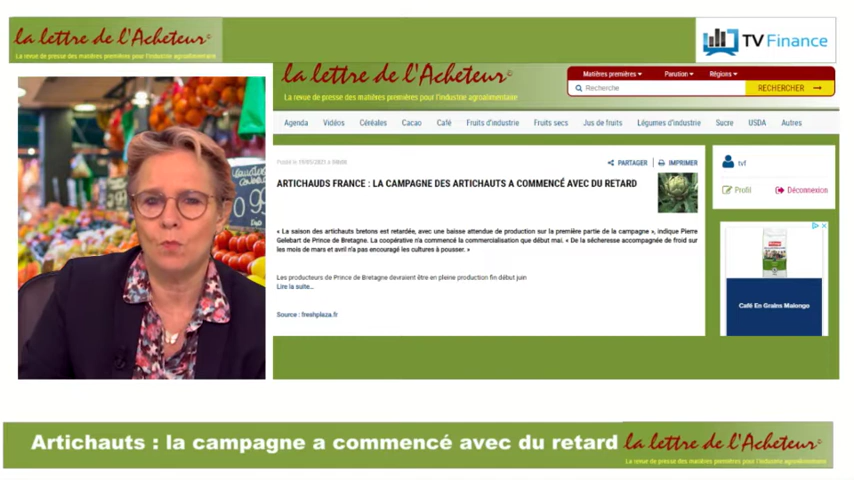 la lettre de l'Acheteur©
La revue de presse des matières premières pour l'industrie agroalimentaire
TV Finance
la lettre de l'Acheteur©
La revue de presse des matières premières pour l'industrie agroalimentaire
Matières premières Parution Régions
Recherche RECHERCHER
Agenda Vidéos Céréales Cacao Café Fruits d'industrie Fruits secs Jus de fruits Légumes d'industrie Sucre USDA Autres
PARTAGER IMPRIMER
ARTICHAUDS FRANCE : LA CAMPAGNE DES ARTICHAUTS A COMMENCÉ AVEC DU RETARD
« La saison des artichauts bretons est retardée, avec une baisse attendue de production sur la première partie de la campagne », indique Pierre
Gelebart de Prince de Bretagne. La coopérative n'a commencé la commercialisation que début mai. « De la sécheresse accompagnée de froid sur
les mois de mars et avril n'a pas encouragé les cultures à pousser. »
Les producteurs de Prince de Bretagne devraient être en pleine production fin début juin
Lire la suite...
Source : freshplaza.fr
tvf
Profil Déconnexion
Café En Grains Malongo
0 99
Artichauts : la campagne a commencé avec du retard
la lettre de l'Acheteur©
La revue de presse des matières premières pour l'industrie agroalimentaire